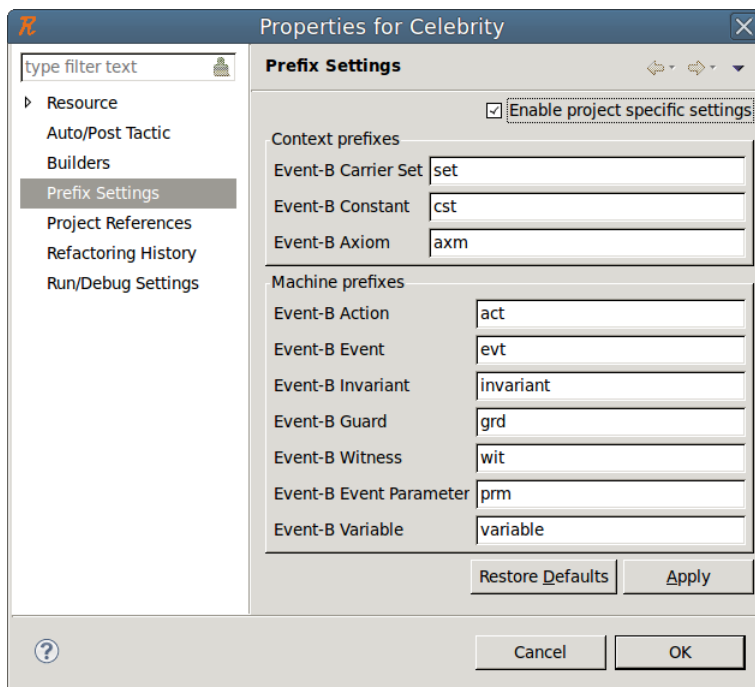 Properties for Celebrity
type filter text
Resource
Auto/Post Tactic
Builders
Prefix Settings
Project References
Refactoring History
Run/Debug Settings
Prefix Settings
Enable project specific settings
Context prefixes
Event-B Carrier Set set
Event-B Constant cst
Event-B Axiom axm
Machine prefixes
Event-B Action act
Event-B Event evt
Event-B Invariant invariant
Event-B Guard grd
Event-B Witness wit
Event-B Event Parameter prm
Event-B Variable variable
Restore Defaults Apply
? Cancel OK